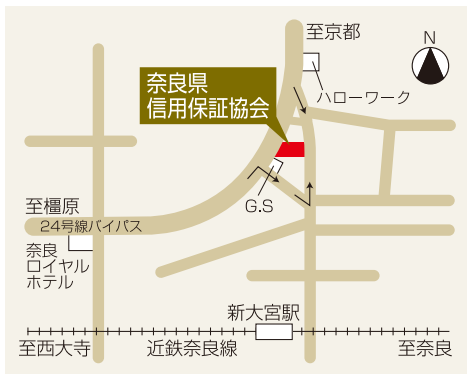 至京都
N
奈良県
信用保証協会
ハローワーク
G.S
至橿原
24号線バイパス
奈良
ロイヤル
ホテル
新大宮駅
至西大寺
近鉄奈良線
至奈良